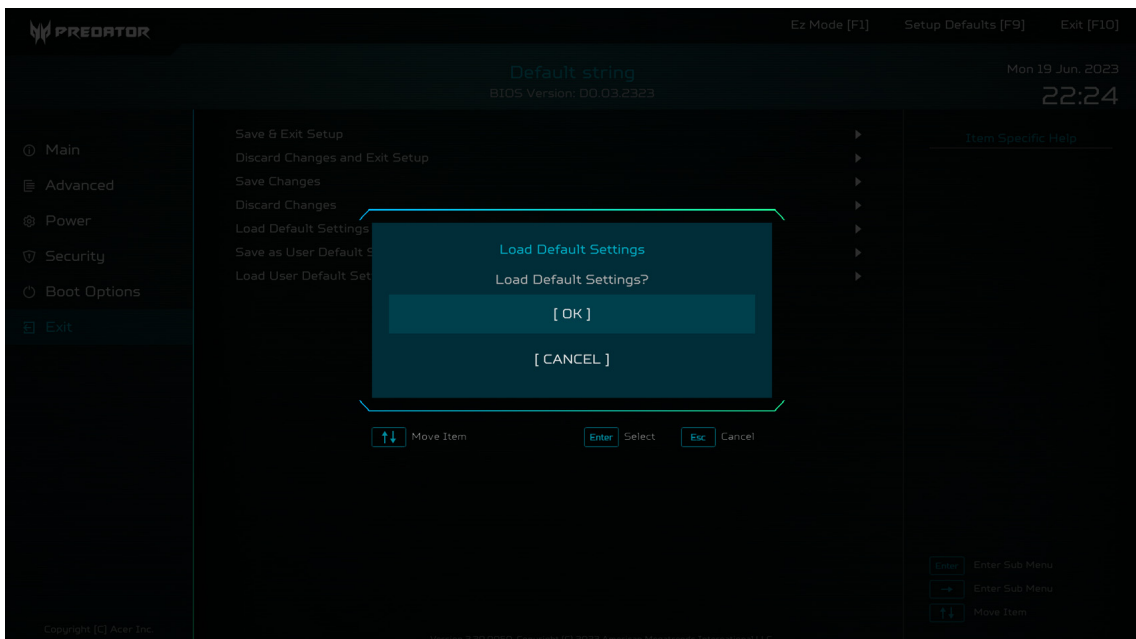 PREDATOR
Ez Mode [F1]
Setup Defaults [F9]
Exit [F10]
Default string
BIOS Version: D0.03.2323
Mon 19 Jun. 2023
22:24
Main
Advanced
Power
Security
Boot Options
Exit
Save & Exit Setup
Discard Changes and Exit Setup
Save Changes
Discard Changes
Load Default Settings
Save as User Default S
Load User Default Set
Item Specific Help
Load Default Settings
Load Default Settings?
[ OK ]
[ CANCEL ]
Move Item
Enter Select
Esc Cancel
Enter Enter Sub Menu
→ Enter Sub Menu
Move Item
Copyright [C] Acer Inc.